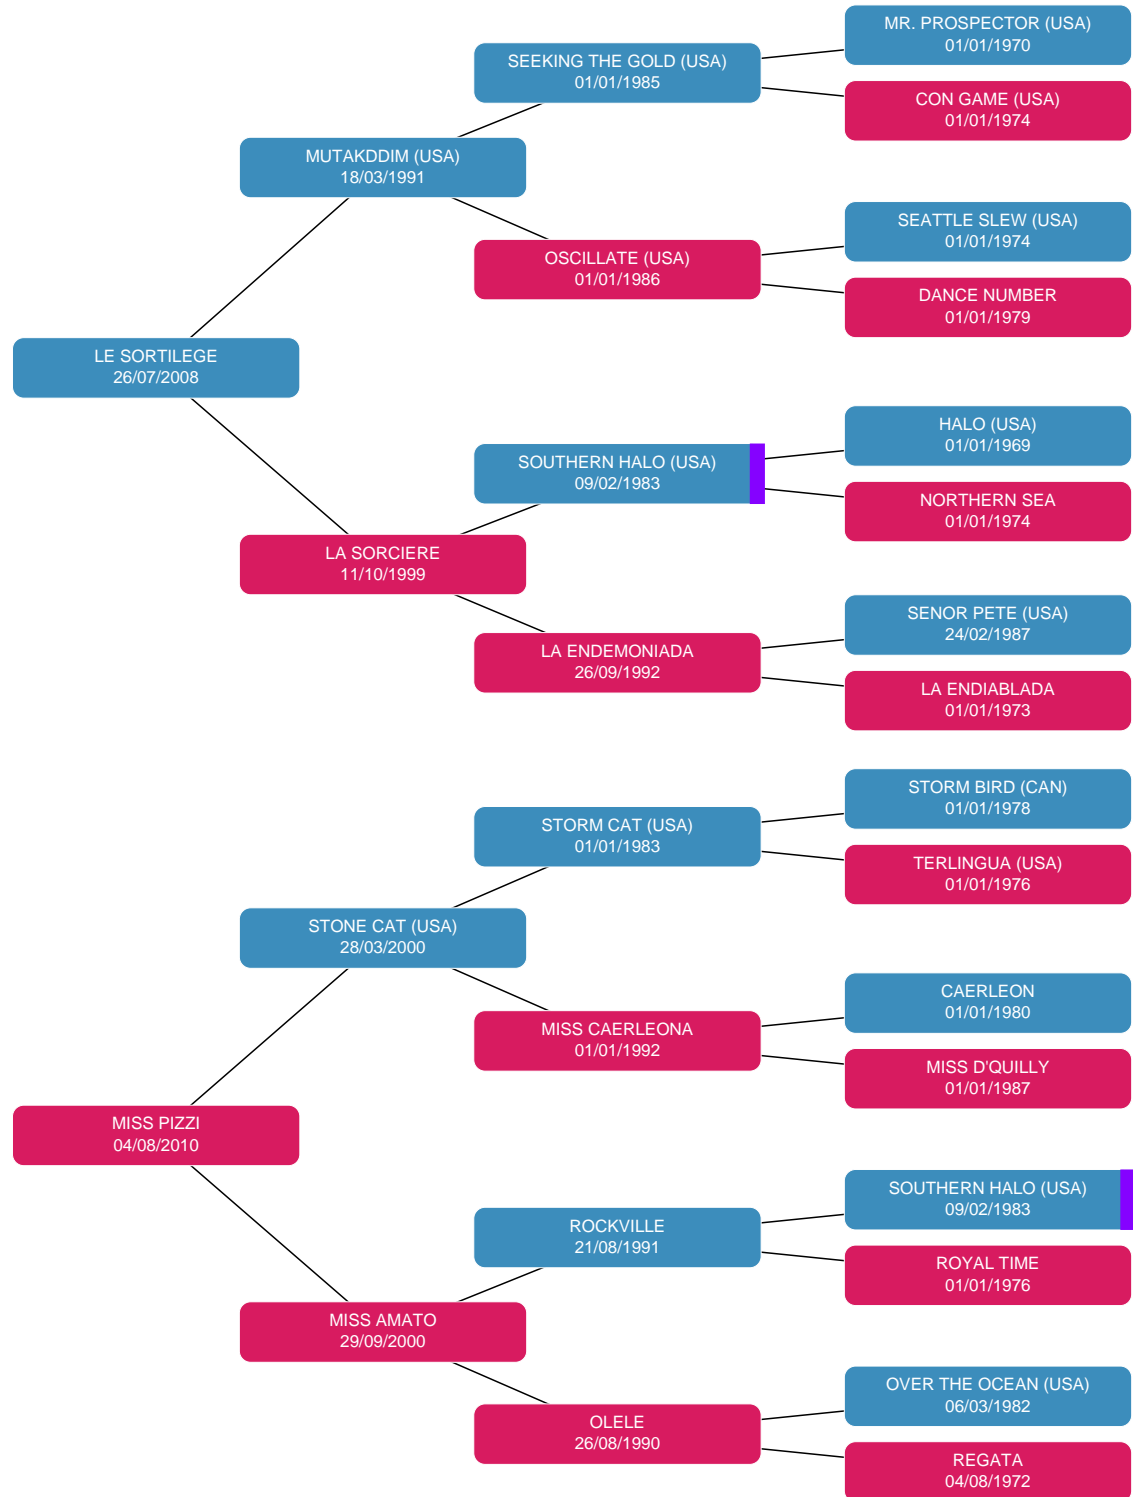 MR. PROSPECTOR (USA)
01/01/1970
SEEKING THE GOLD (USA)
01/01/1985
CON GAME (USA)
01/01/1974
MUTAKDDIM (USA)
18/03/1991
SEATTLE SLEW (USA)
01/01/1974
OSCILLATE (USA)
01/01/1986
DANCE NUMBER
01/01/1979
LE SORTILEGE
26/07/2008
HALO (USA)
01/01/1969
SOUTHERN HALO (USA)
09/02/1983
NORTHERN SEA
01/01/1974
LA SORCIERE
11/10/1999
SENOR PETE (USA)
24/02/1987
LA ENDEMONIADA
26/09/1992
LA ENDIABLADA
01/01/1973
STORM BIRD (CAN)
01/01/1978
STORM CAT (USA)
01/01/1983
TERLINGUA (USA)
01/01/1976
STONE CAT (USA)
28/03/2000
CAERLEON
01/01/1980
MISS CAERLEONA
01/01/1992
MISS D'QUILLY
01/01/1987
MISS PIZZI
04/08/2010
SOUTHERN HALO (USA)
09/02/1983
ROCKVILLE
21/08/1991
ROYAL TIME
01/01/1976
MISS AMATO
29/09/2000
OVER THE OCEAN (USA)
06/03/1982
OLELE
26/08/1990
REGATA
04/08/1972